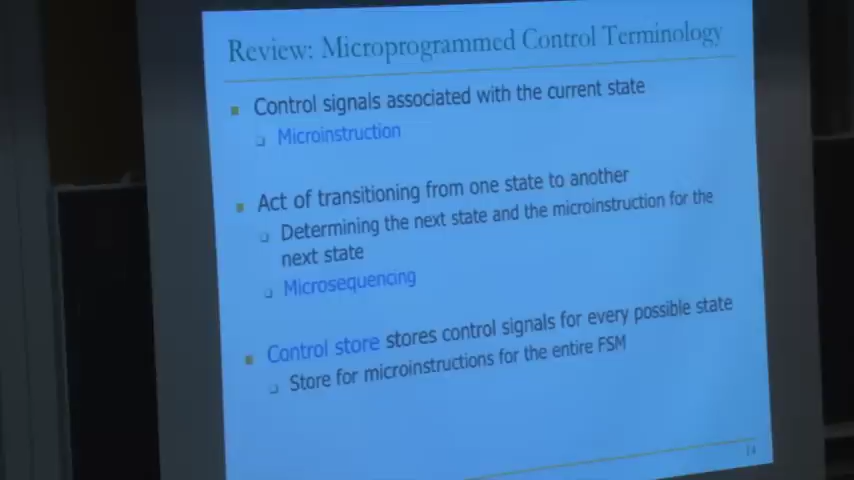 Review: Microprogrammed Control Terminology
Control signals associated with the current state
Microinstruction
Act of transitioning from one state to another
Determining the next state and the microinstruction for the
next state
Microsequencing
Control store stores control signals for every possible state
Store for microinstructions for the entire FSM
14